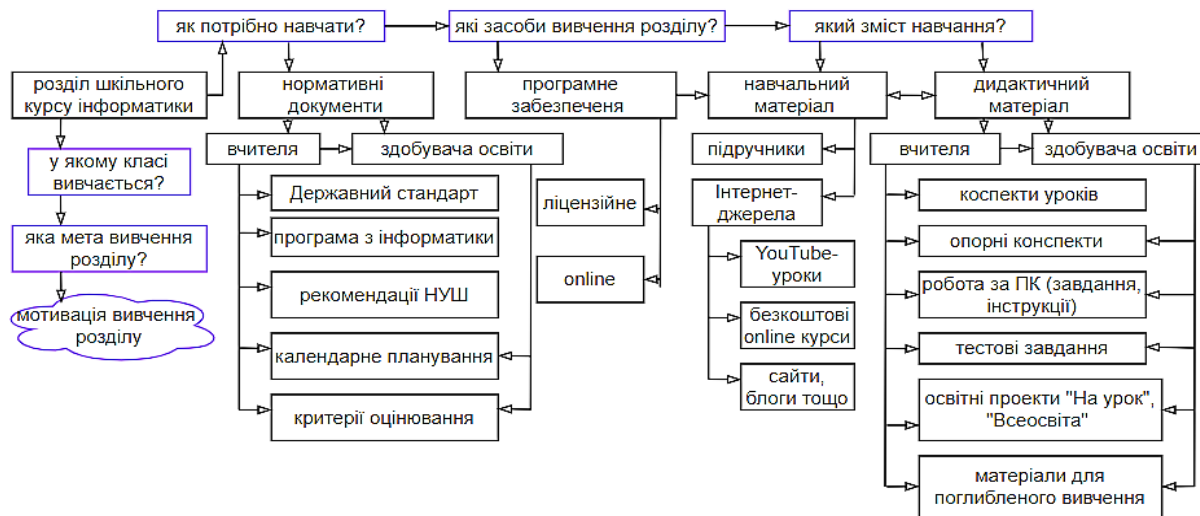 як потрібно навчати?
які засоби вивчення розділу?
який зміст навчання?
розділ шкільного
курсу інформатики
нормативні
документи
програмне
забезпеченя
навчальний
матеріал
дидактичний
матеріал
вчителя
здобувача освіти
підручники
вчителя
здобувача освіти
у якому класі
вивчається?
Державний стандарт
ліцензійне
Інтернет-
джерела
коспекти уроків
яка мета вивчення
розділу?
програма з інформатики
online
YouTube-
уроки
опорні конспекти
мотивація вивчення
розділу
рекомендації НУШ
безкоштові
online курси
робота за ПК (завдання,
інструкції)
календарне планування
сайти,
блоги тощо
тестові завдання
критерії оцінювання
освітні проекти "На урок",
"Всеосвіта"
матеріали для
поглибленого вивчення